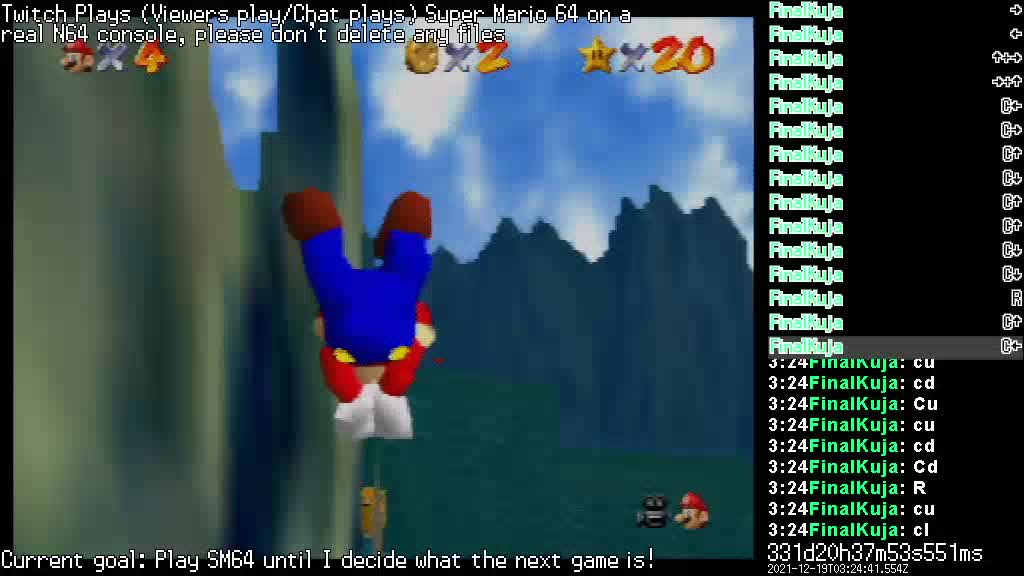 Twitch Plays (Viewers play/Chat plays) Super Mario 64 on a
real N64 console, please don't delete any files
×4
×2
×20
FinalKuja →
FinalKuja ←
FinalKuja ↑+→
FinalKuja →+↑
FinalKuja C←
FinalKuja C→
FinalKuja C↑
FinalKuja C↓
FinalKuja C↑
FinalKuja C↑
FinalKuja C↓
FinalKuja C↓
FinalKuja R
FinalKuja C↑
FinalKuja C←
3:24FinalKuja: cu
3:24FinalKuja: cd
3:24FinalKuja: Cu
3:24FinalKuja: cu
3:24FinalKuja: cd
3:24FinalKuja: Cd
3:24FinalKuja: R
3:24FinalKuja: cu
3:24FinalKuja: cl
Current goal: Play SM64 until I decide what the next game is!
331d20h37m53s551ms
2021-12-19T03:24:41.554Z